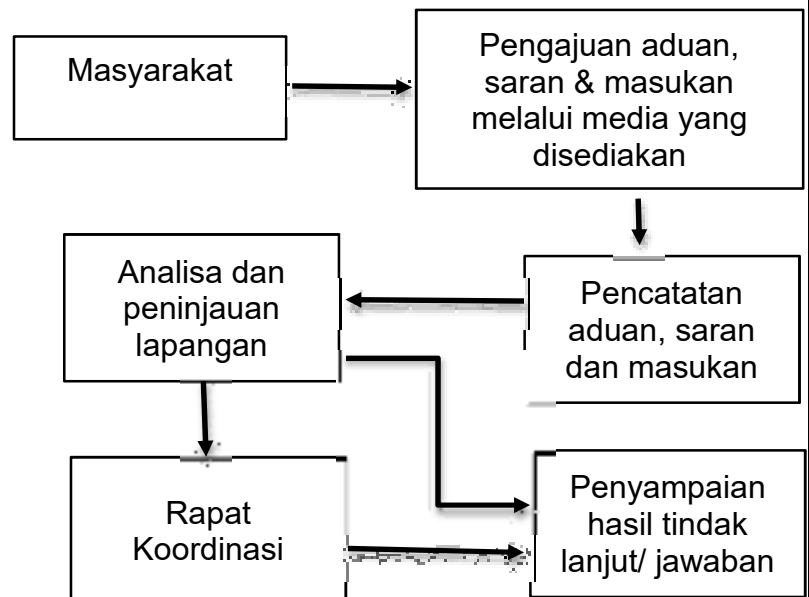 Masyarakat
Pengajuan aduan,
saran & masukan
melalui media yang
disediakan
Pencatatan
aduan, saran
dan masukan
Analisa dan
peninjauan
lapangan
Rapat
Koordinasi
Penyampaian
hasil tindak
lanjut/ jawaban